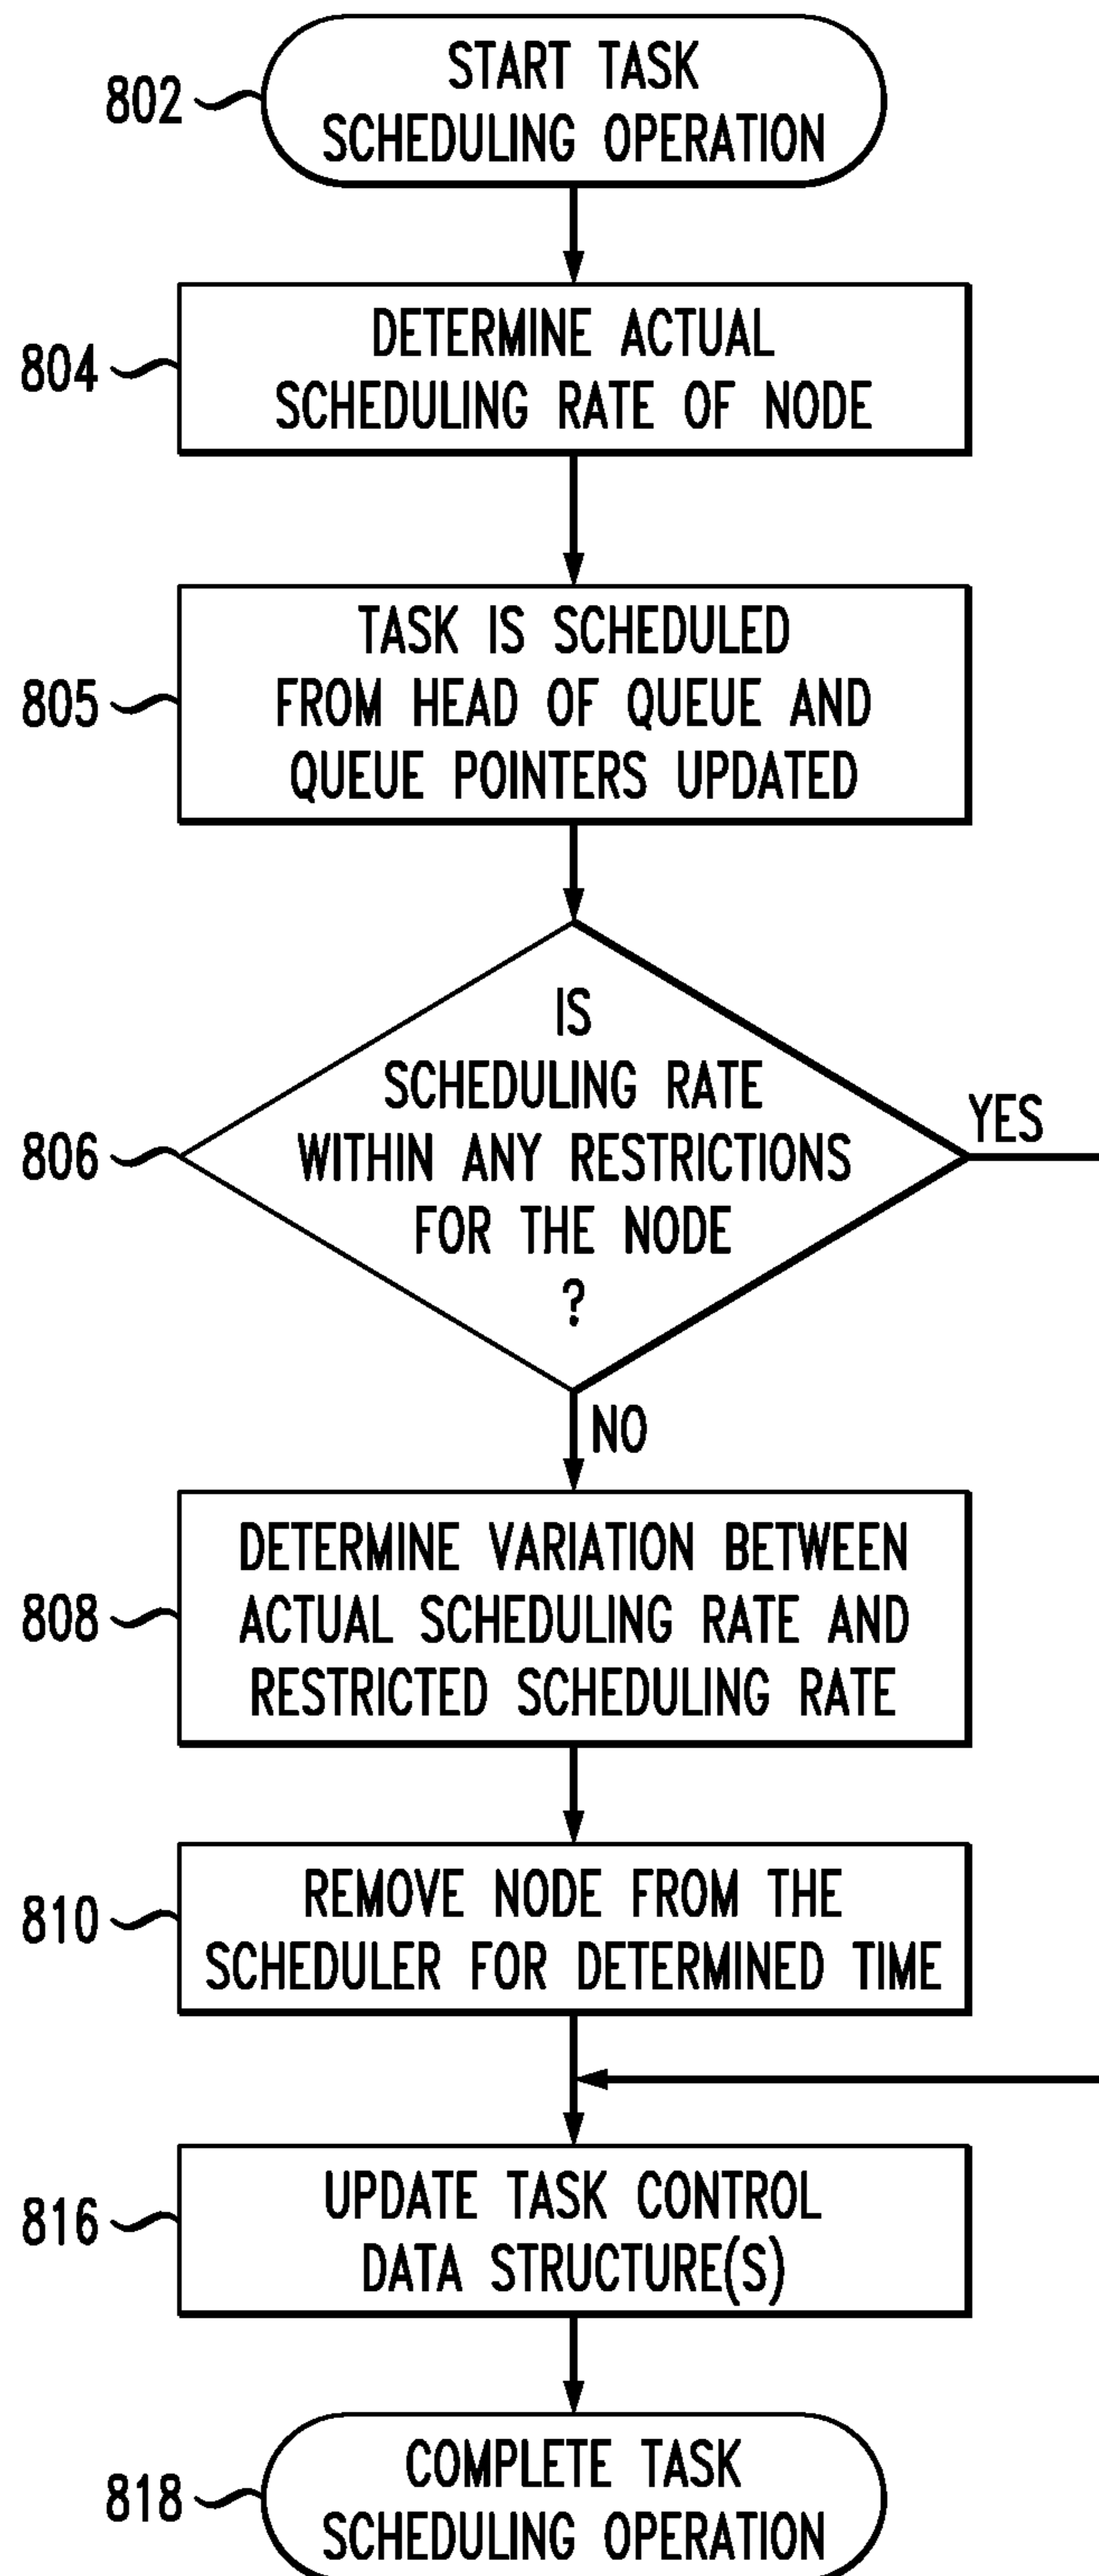 802
START TASK
SCHEDULING OPERATION
804
DETERMINE ACTUAL
SCHEDULING RATE OF NODE
805
TASK IS SCHEDULED
FROM HEAD OF QUEUE AND
QUEUE POINTERS UPDATED
806
IS
SCHEDULING RATE
WITHIN ANY RESTRICTIONS
FOR THE NODE
?
YES
NO
808
DETERMINE VARIATION BETWEEN
ACTUAL SCHEDULING RATE AND
RESTRICTED SCHEDULING RATE
810
REMOVE NODE FROM THE
SCHEDULER FOR DETERMINED TIME
816
UPDATE TASK CONTROL
DATA STRUCTURE(S)
818
COMPLETE TASK
SCHEDULING OPERATION